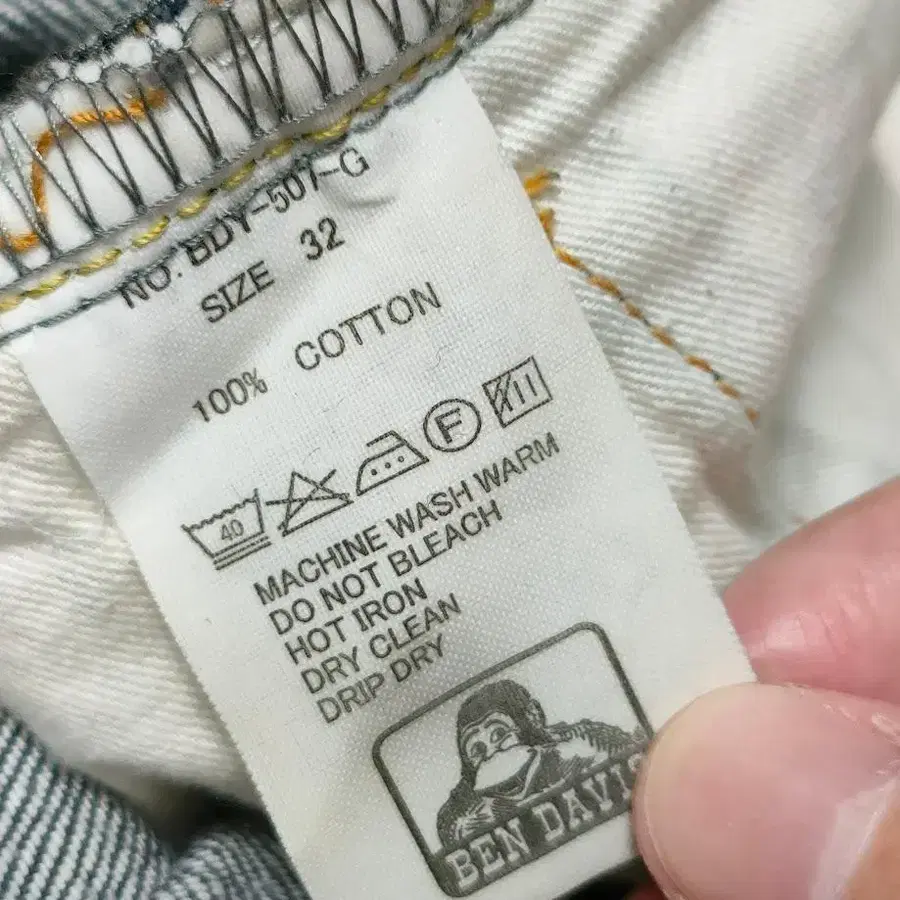 NO. BDY-507-G
SIZE 32
100% COTTON
40
F
MACHINE WASH WARM
DO NOT BLEACH
HOT IRON
DRY CLEAN
DRIP DRY
BEN DAVIS